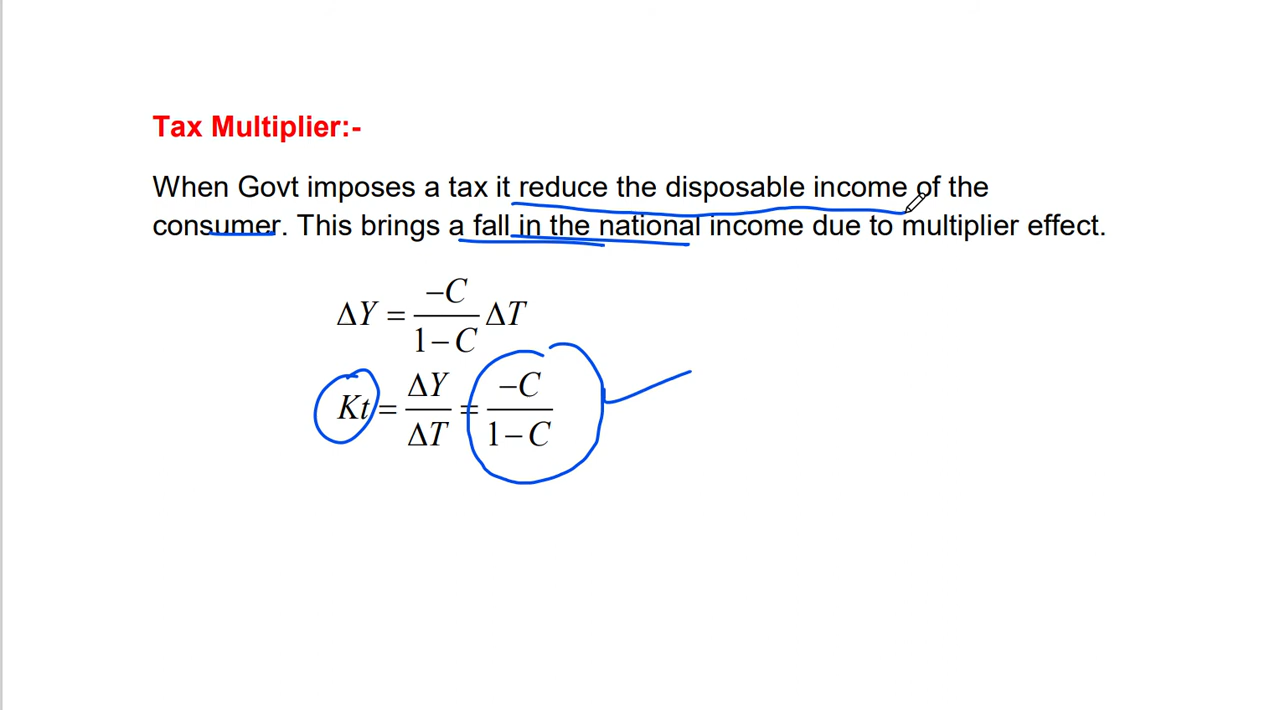 Tax Multiplier:-
When Govt imposes a tax it reduce the disposable income of the
consumer. This brings a fall in the national income due to multiplier effect.
ΔY = −C / 1−C ΔT
Kt = ΔY / ΔT = −C / 1−C